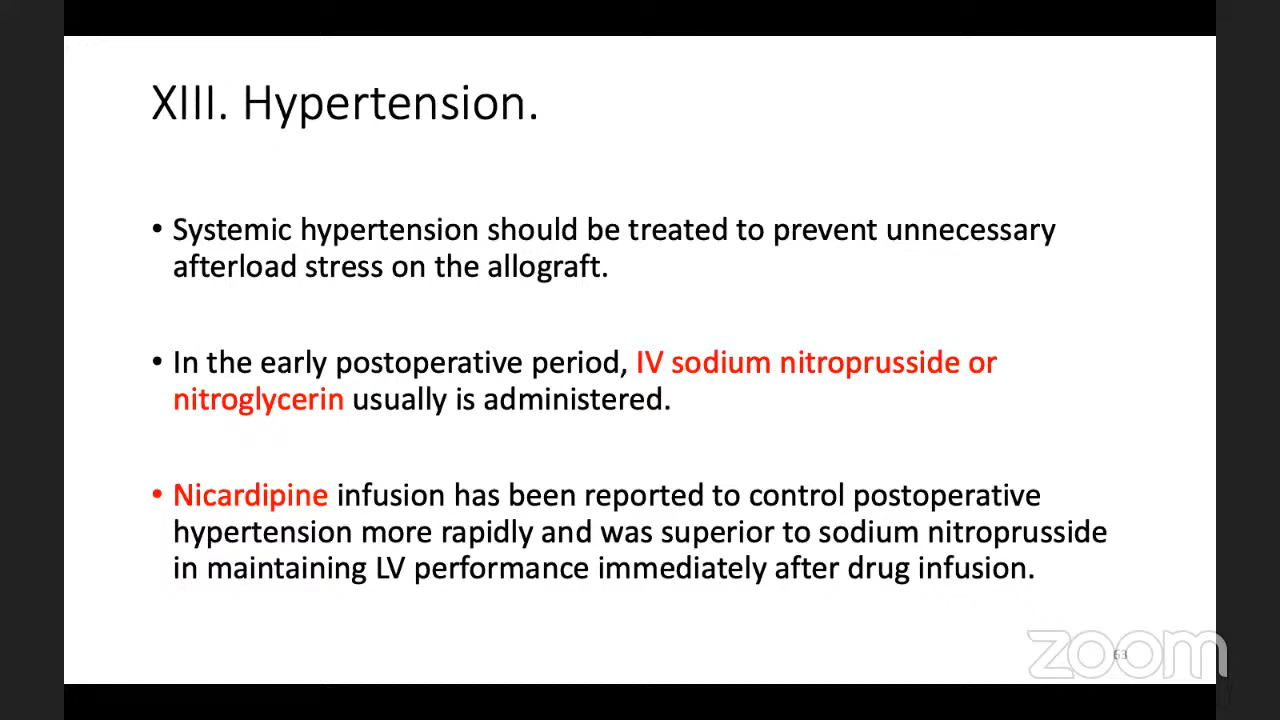 XIII. Hypertension.
• Systemic hypertension should be treated to prevent unnecessary
afterload stress on the allograft.
• In the early postoperative period, IV sodium nitroprusside or
nitroglycerin usually is administered.
• Nicardipine infusion has been reported to control postoperative
hypertension more rapidly and was superior to sodium nitroprusside
in maintaining LV performance immediately after drug infusion.
63
zoom